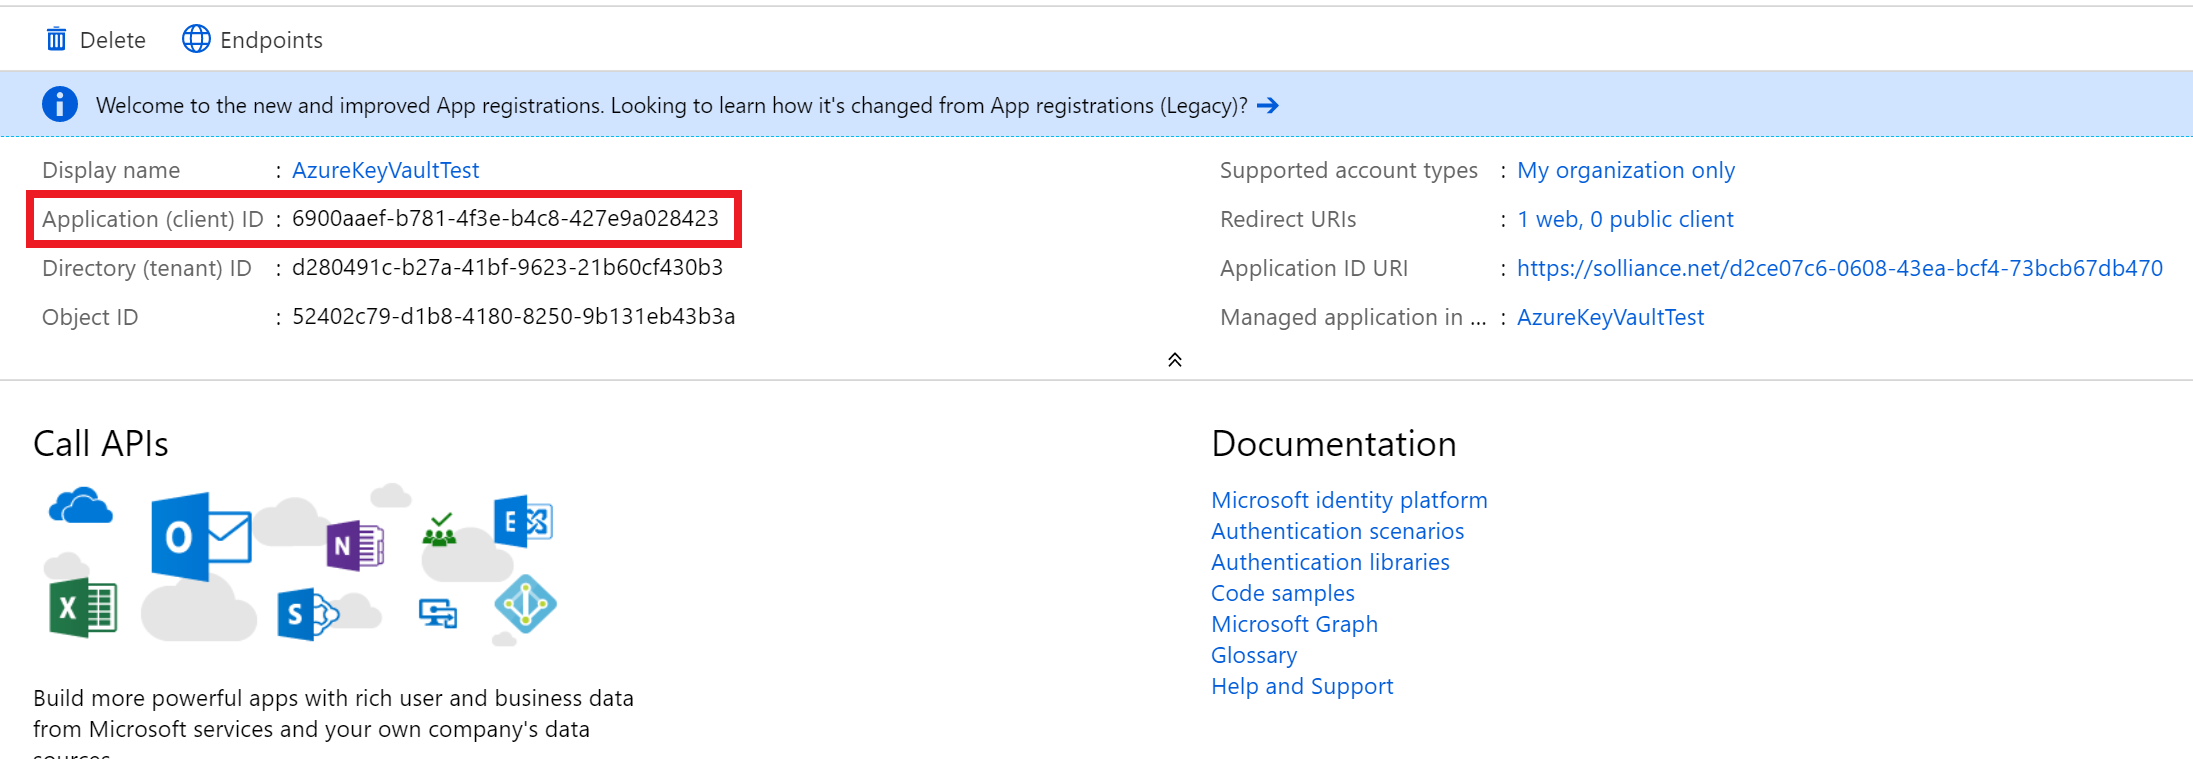 Delete Endpoints
Welcome to the new and improved App registrations. Looking to learn how it's changed from App registrations (Legacy)? →
Display name : AzureKeyVaultTest
Application (client) ID : 6900aaef-b781-4f3e-b4c8-427e9a028423
Directory (tenant) ID : d280491c-b27a-41bf-9623-21b60cf430b3
Object ID : 52402c79-d1b8-4180-8250-9b131eb43b3a
Supported account types : My organization only
Redirect URIs : 1 web, 0 public client
Application ID URI : https://solliance.net/d2ce07c6-0608-43ea-bcf4-73bcb67db470
Managed application in ... : AzureKeyVaultTest
Call APIs
O
N
E
X
S
Build more powerful apps with rich user and business data
from Microsoft services and your own company's data
sources
Documentation
Microsoft identity platform
Authentication scenarios
Authentication libraries
Code samples
Microsoft Graph
Glossary
Help and Support